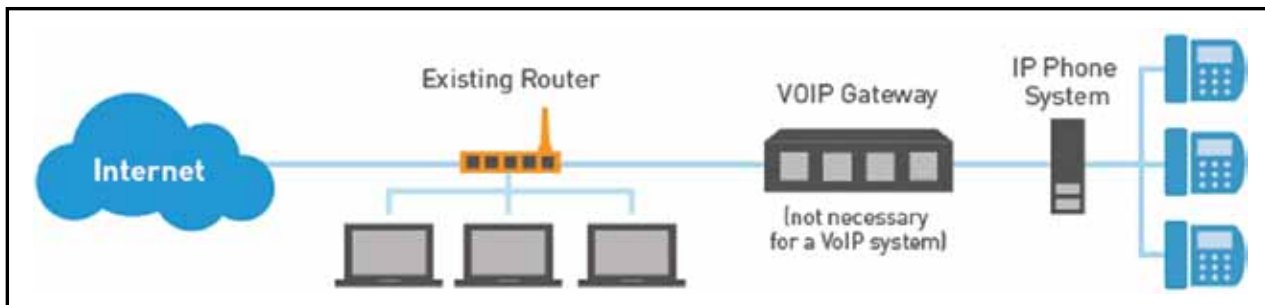 Internet
Existing Router
VOIP Gateway
(not necessary
for a VoIP system)
IP Phone
System